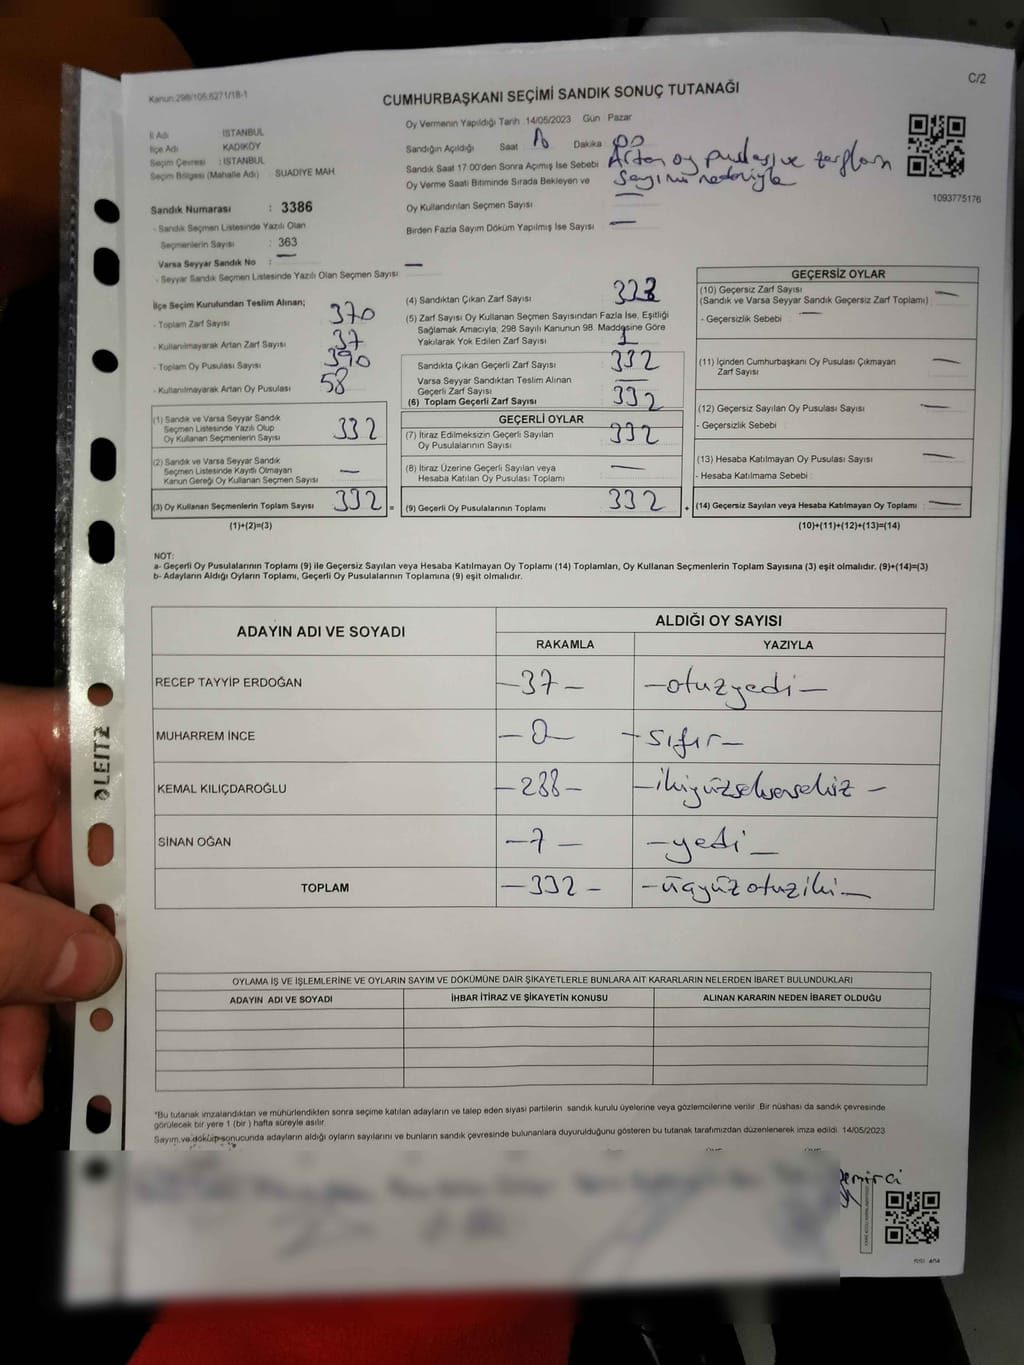 Kanun:298/105;6271/18-1
C/2
CUMHURBAŞKANI SEÇİMİ SANDIK SONUÇ TUTANAĞI
İl Adı : İSTANBUL
İlçe Adı : KADIKÖY
Seçim Çevresi : İSTANBUL
Seçim Bölgesi (Mahalle Adı) SUADİYE MAH.
Sandık Numarası : 3386
- Sandık Seçmen Listesinde Yazılı Olan
Seçmenlerin Sayısı : 363
Varsa Seyyar Sandık No : —
- Seyyar Sandık Seçmen Listesinde Yazılı Olan Seçmen Sayısı —
Oy Vermenin Yapıldığı Tarih :14/05/2023 Gün Pazar
Sandığın Açıldığı Saat Dakika 00
Sandık Saat 17:00'den Sonra Açımış İse Sebebi Artan oy pusulası ve zarfların
sayımı nedeniyle
Oy Verme Saati Bitiminde Sırada Bekleyen ve
Oy Kullandırılan Seçmen Sayısı —
Birden Fazla Sayım Döküm Yapılmış İse Sayısı —
1093775176
İlçe Seçim Kurulundan Teslim Alınan;
- Toplam Zarf Sayısı 370
- Kullanılmayarak Artan Zarf Sayısı 37
- Toplam Oy Pusulası Sayısı 390
- Kullanılmayarak Artan Oy Pusulası 58
(1) Sandık ve Varsa Seyyar Sandık
Seçmen Listesinde Yazılı Olup
Oy Kullanan Seçmenlerin Sayısı 332
(2) Sandık ve Varsa Seyyar Sandık
Seçmen Listesinde Kayıtlı Olmayan
Kanun Gereği Oy Kullanan Seçmen Sayısı —
(3) Oy Kullanan Seçmenlerin Toplam Sayısı 332 =
(1)+(2)=(3)
(4) Sandıktan Çıkan Zarf Sayısı
(5) Zarf Sayısı Oy Kullanan Seçmen Sayısından Fazla İse, Eşitliği
Sağlamak Amacıyla, 298 Sayılı Kanunun 98. Maddesine Göre
Yakılarak Yok Edilen Zarf Sayısı 1
Sandıkta Çıkan Geçerli Zarf Sayısı 332
Varsa Seyyar Sandıktan Teslim Alınan
Geçerli Zarf Sayısı —
(6) Toplam Geçerli Zarf Sayısı 332
GEÇERLİ OYLAR
(7) İtiraz Edilmeksizin Geçerli Sayılan
Oy Pusulalarının Sayısı 332
(8) İtiraz Üzerine Geçerli Sayılan veya
Hesaba Katılan Oy Pusulası Toplamı —
(9) Geçerli Oy Pusulalarının Toplamı 332 +
GEÇERSİZ OYLAR
(10) Geçersiz Zarf Sayısı —
(Sandık ve Varsa Seyyar Sandık Geçersiz Zarf Toplamı)
- Geçersizlik Sebebi —
(11) İçinden Cumhurbaşkanı Oy Pusulası Çıkmayan
Zarf Sayısı —
(12) Geçersiz Sayılan Oy Pusulası Sayısı —
- Geçersizlik Sebebi
(13) Hesaba Katılmayan Oy Pusulası Sayısı —
- Hesaba Katılmama Sebebi
(14) Geçersiz Sayılan veya Hesaba Katılmayan Oy Toplamı —
(10)+(11)+(12)+(13)=(14)
NOT:
a- Geçerli Oy Pusulalarının Toplamı (9) ile Geçersiz Sayılan veya Hesaba Katılmayan Oy Toplamı (14) Toplamları, Oy Kullanan Seçmenlerin Toplam Sayısına (3) eşit olmalıdır. (9)+(14)=(3)
b- Adayların Aldığı Oyların Toplamı, Geçerli Oy Pusulalarının Toplamına (9) eşit olmalıdır.
ADAYIN ADI VE SOYADI
ALDIĞI OY SAYISI
RAKAMLA YAZIYLA
RECEP TAYYİP ERDOĞAN —37— —otuzyedi—
MUHARREM İNCE —0— —sıfır—
KEMAL KILIÇDAROĞLU —288— —ikiyüzseksensekiz—
SİNAN OĞAN —7— —yedi—
TOPLAM —332— —üçyüzotuziki—
OYLAMA İŞ VE İŞLEMLERİNE VE OYLARIN SAYIM VE DÖKÜMÜNE DAİR ŞİKAYETLERLE BUNLARA AİT KARARLARIN NELERDEN İBARET BULUNDUKLARI
ADAYIN ADI VE SOYADI İHBAR İTİRAZ VE ŞİKAYETİN KONUSU ALINAN KARARIN NEDEN İBARET OLDUĞU
*Bu tutanak imzalandıktan ve mühürlendikten sonra seçime katılan adayların ve talep eden siyasi partilerin sandık kurulu üyelerine veya gözlemcilerine verilir. Bir nüshası da sandık çevresinde
görülecek bir yere 1 (bir) hafta süreyle asılır
Sayım ve döküm sonucunda adayların aldığı oyların sayılarını ve bunların sandık çevresinde bulunanlara duyurulduğunu gösteren bu tutanak tarafımızdan düzenlenerek imza edildi. 14/05/2023
LEITZ